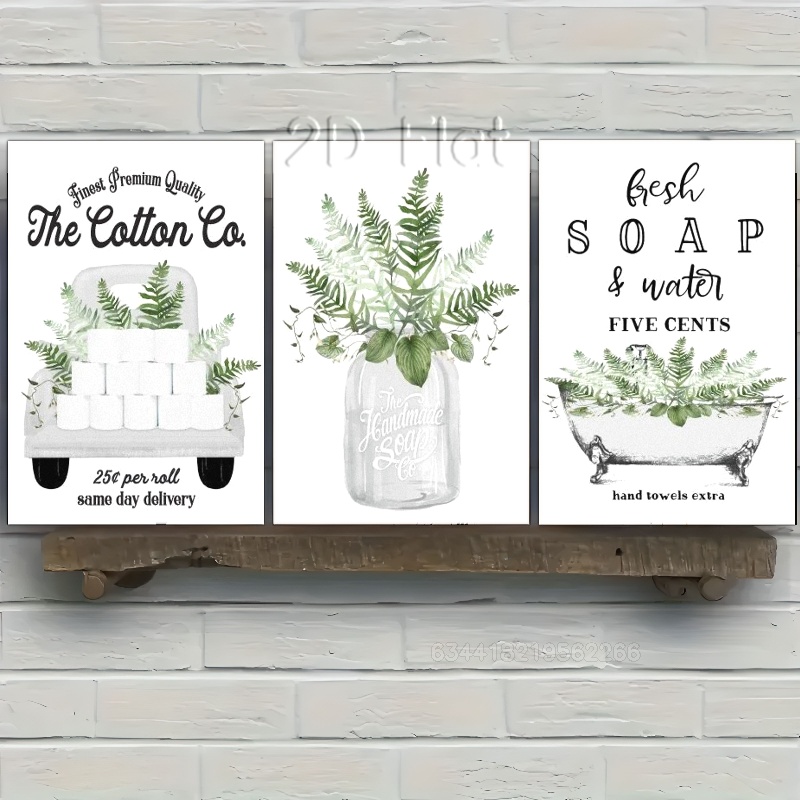 2D Flat
Finest Premium Quality
The Cotton Co.
25¢ per roll
same day delivery
The
Handmade
Soap
Co
fresh
SOAP
& water
FIVE CENTS
hand towels extra
634415219562266